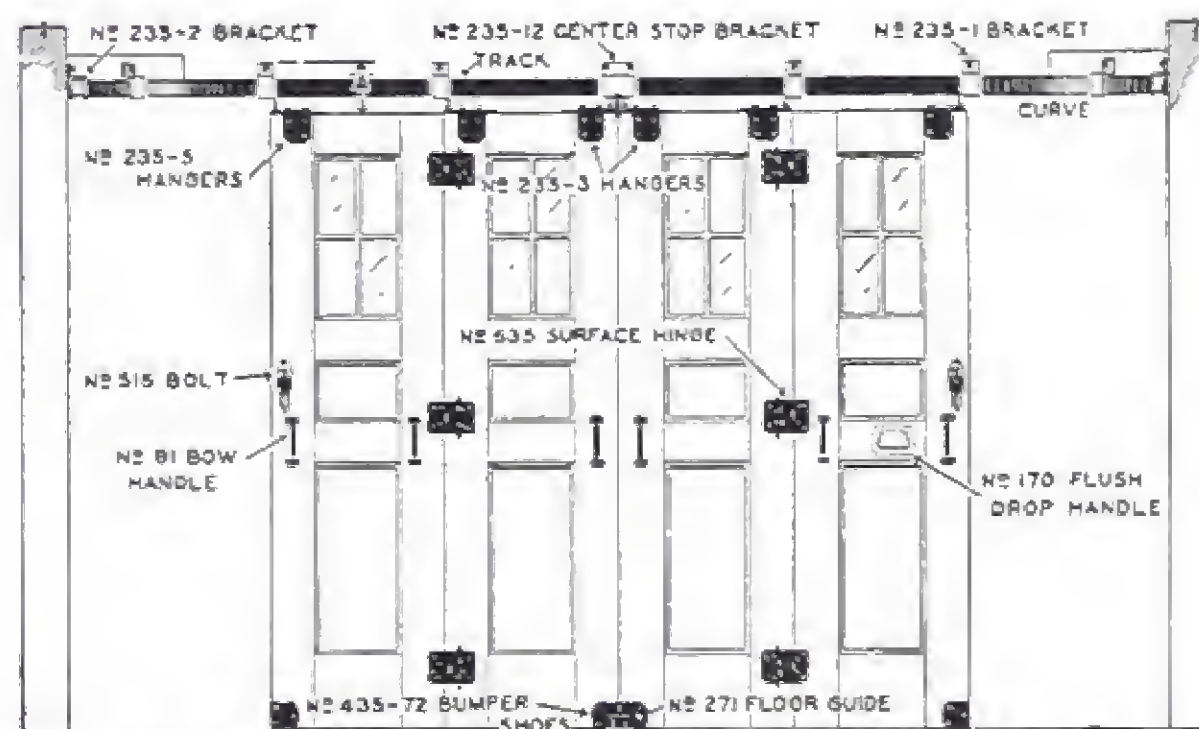 Nº 235-2 BRACKET
Nº 235-12 CENTER STOP BRACKET
Nº 235-1 BRACKET
TRACK
CURVE
Nº 235-5
HANGERS
Nº 235-3 HANGERS
Nº 535 SURFACE HINGE
Nº 515 BOLT
Nº 81 BOW
HANDLE
Nº 170 FLUSH
DROP HANDLE
Nº 435-72 BUMPER
SHOES
Nº 271 FLOOR GUIDE